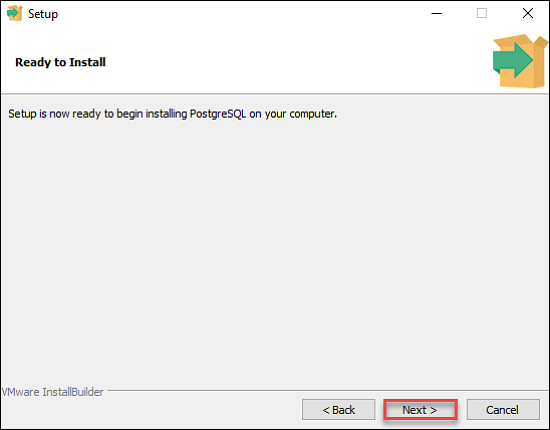 Setup
Ready to Install
Setup is now ready to begin installing PostgreSQL on your computer.
VMware InstallBuilder
< Back
Next >
Cancel